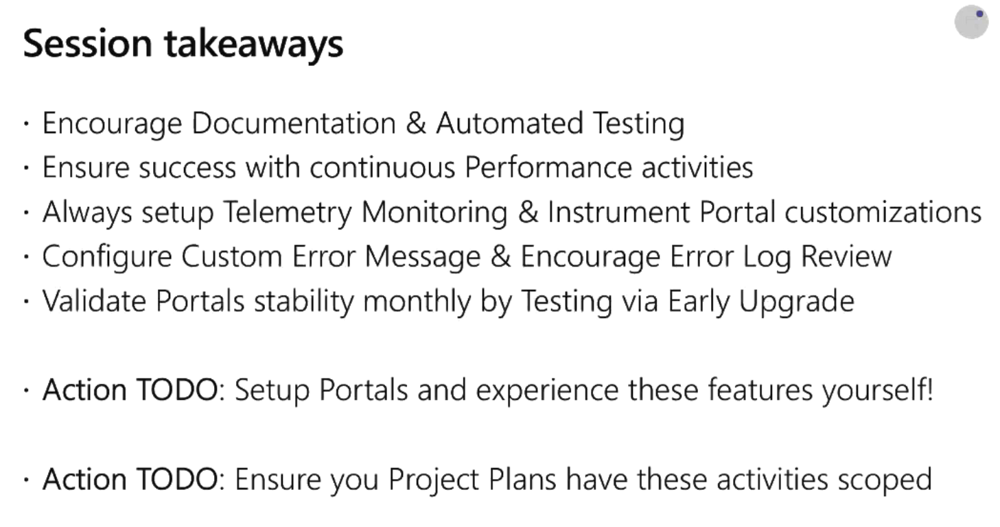 Session takeaways
· Encourage Documentation & Automated Testing
· Ensure success with continuous Performance activities
· Always setup Telemetry Monitoring & Instrument Portal customizations
· Configure Custom Error Message & Encourage Error Log Review
· Validate Portals stability monthly by Testing via Early Upgrade
· Action TODO: Setup Portals and experience these features yourself!
· Action TODO: Ensure you Project Plans have these activities scoped